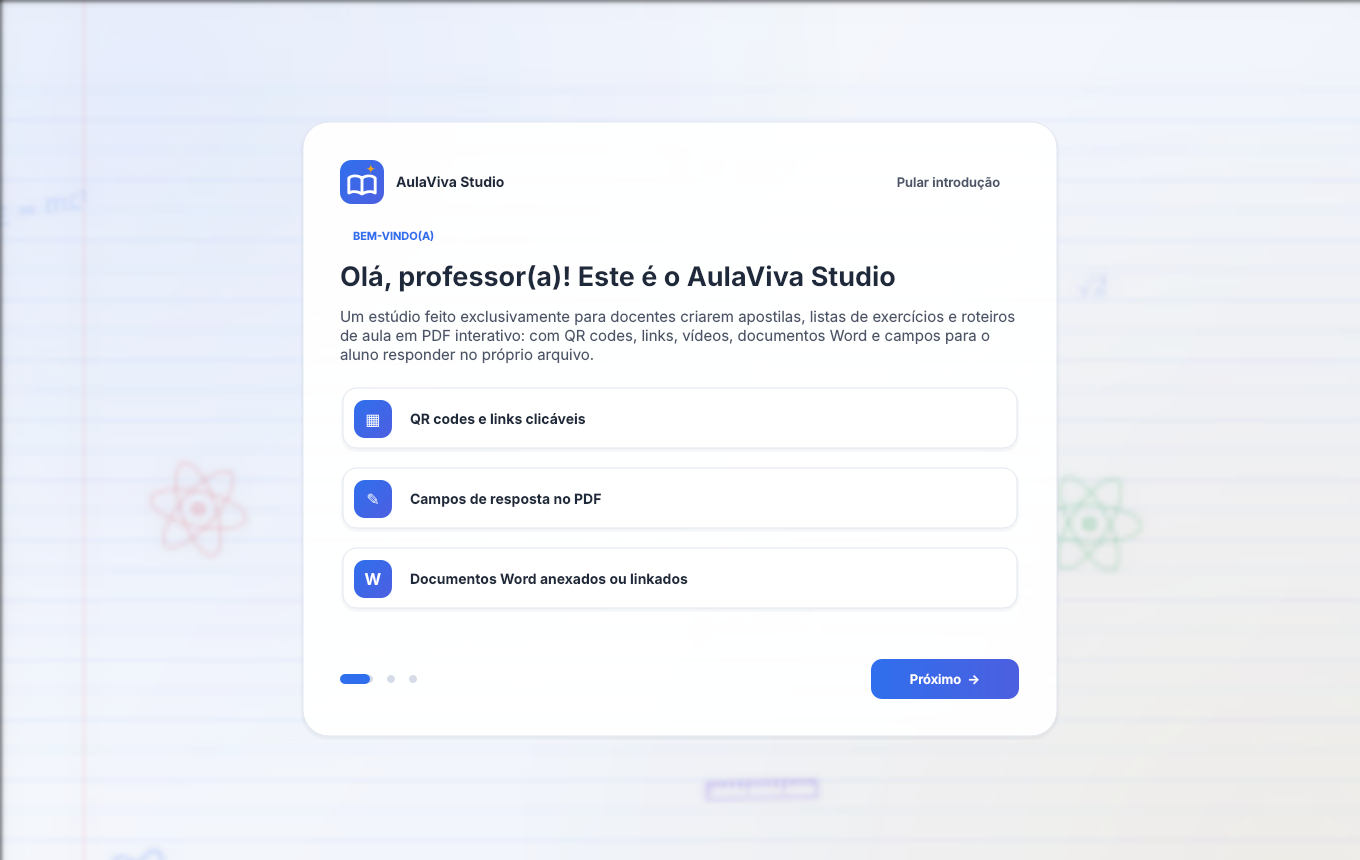 AulaViva Studio
Pular introdução
BEM-VINDO(A)
Olá, professor(a)! Este é o AulaViva Studio
Um estúdio feito exclusivamente para docentes criarem apostilas, listas de exercícios e roteiros
de aula em PDF interativo: com QR codes, links, vídeos, documentos Word e campos para o
aluno responder no próprio arquivo.
QR codes e links clicáveis
Campos de resposta no PDF
W
Documentos Word anexados ou linkados
Próximo →
= mc²
√2